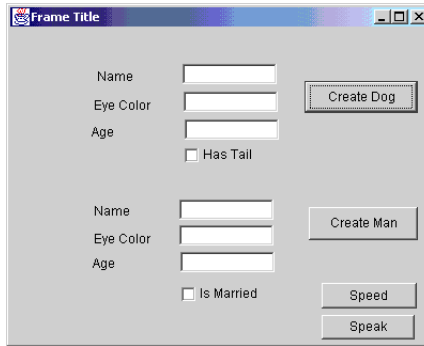 Frame Title
Name
Eye Color
Create Dog
Age
Has Tail
Name
Create Man
Eye Color
Age
Is Married
Speed
Speak